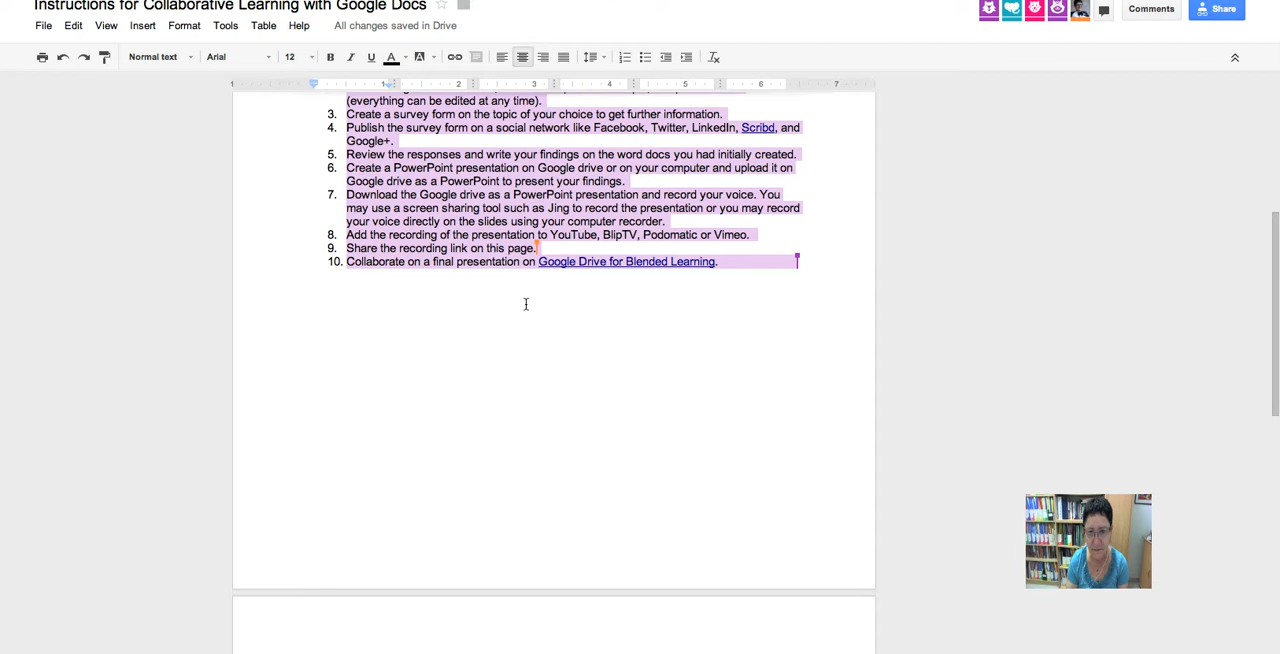 Instructions for Collaborative Learning with Google Docs
Comments
Share
File Edit View Insert Format Tools Table Help All changes saved in Drive
Normal text Arial 12 B I U A A
1 1 2 3 4 5 6 7
(everything can be edited at any time).
3. Create a survey form on the topic of your choice to get further information.
4. Publish the survey form on a social network like Facebook, Twitter, LinkedIn, Scribd, and
Google+.
5. Review the responses and write your findings on the word docs you had initially created.
6. Create a PowerPoint presentation on Google drive or on your computer and upload it on
Google drive as a PowerPoint to present your findings.
7. Download the Google drive as a PowerPoint presentation and record your voice. You
may use a screen sharing tool such as Jing to record the presentation or you may record
your voice directly on the slides using your computer recorder.
8. Add the recording of the presentation to YouTube, BlipTV, Podomatic or Vimeo.
9. Share the recording link on this page.
10. Collaborate on a final presentation on Google Drive for Blended Learning.